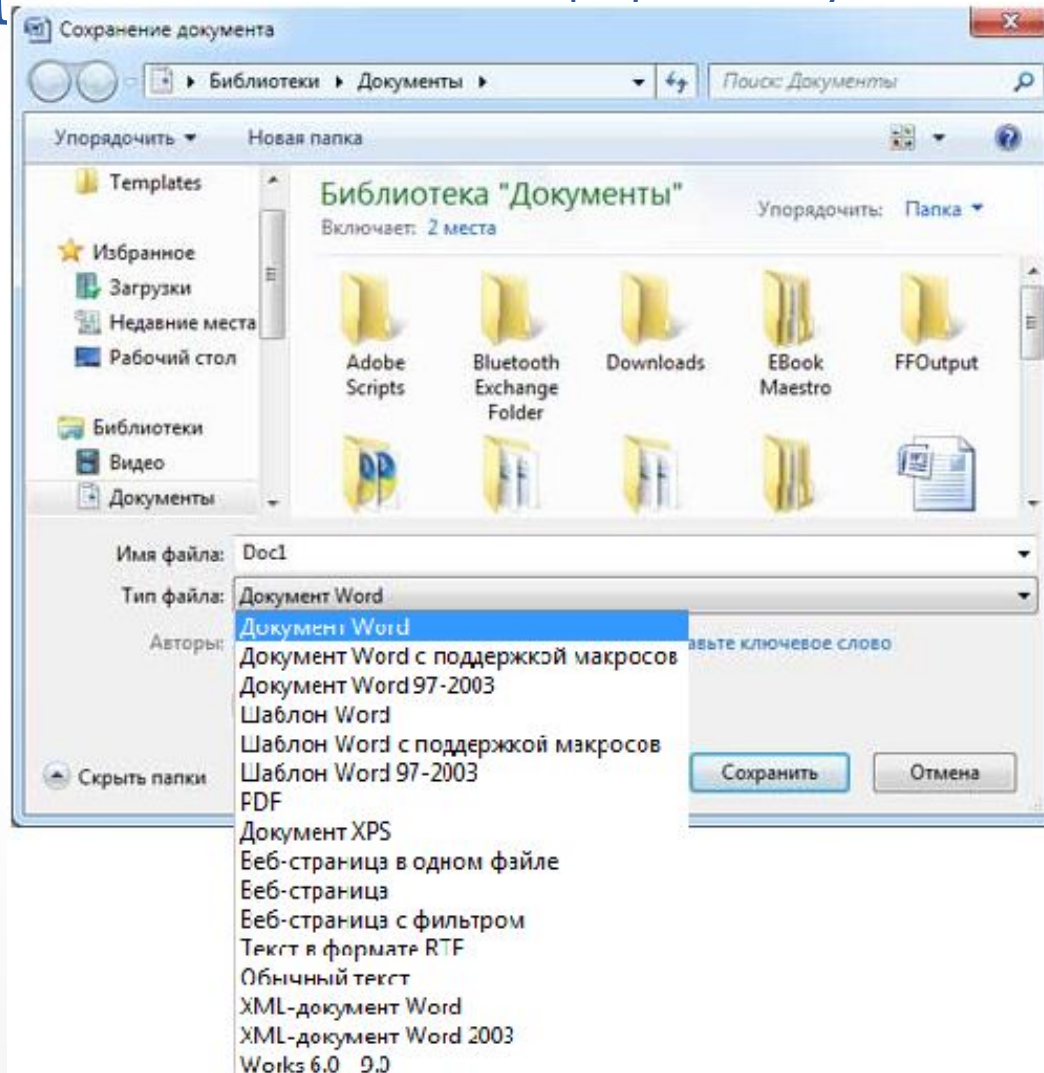 Сохранение документа
Библиотеки Документы
Поиск: Документы
Упорядочить Новая папка
Templates
Избранное
Загрузки
Недавние места
Рабочий стол
Библиотеки
Видео
Документы
Библиотека "Документы"
Включает: 2 места
Упорядочить: Папка
Adobe Scripts
Bluetooth Exchange Folder
Downloads
EBook Maestro
FFOutput
Имя файла: Doc1
Тип файла: Документ Word
Авторы:
ключевое слово
Документ Word
Документ Word с поддержкой макросов
Документ Word 97-2003
Шаблон Word
Шаблон Word с поддержкой макросов
Шаблон Word 97-2003
PDF
Документ XPS
Веб-страница в одном файле
Веб-страница
Веб-страница с фильтром
Текст в формате RTF
Обычный текст
XML-документ Word
XML-документ Word 2003
Works 6.0 - 9.0
Скрыть папки
Сохранить
Отмена